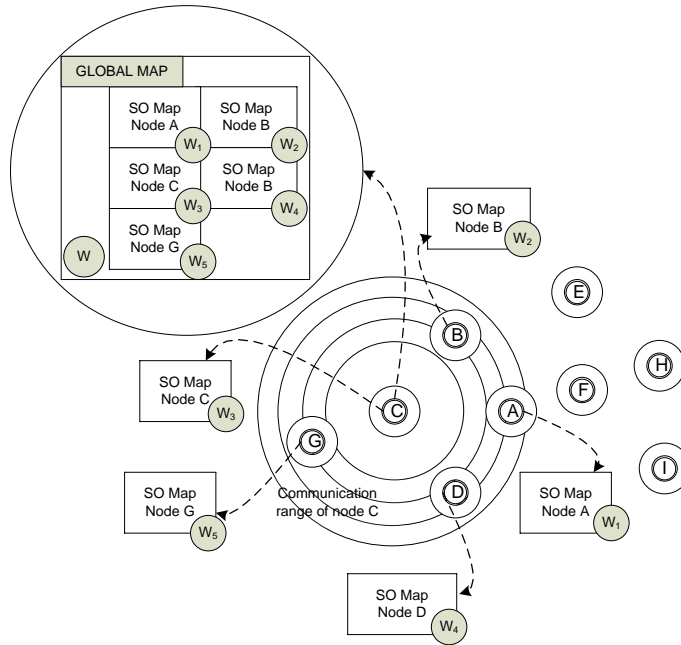 GLOBAL MAP
SO Map
Node A
W₁
SO Map
Node B
W₂
SO Map
Node C
W₃
SO Map
Node B
W₄
SO Map
Node G
W₅
W
SO Map
Node B
W₂
E
B
H
SO Map
Node C
W₃
F
C
A
G
I
D
Communication
range of node C
SO Map
Node G
W₅
SO Map
Node A
W₁
SO Map
Node D
W₄